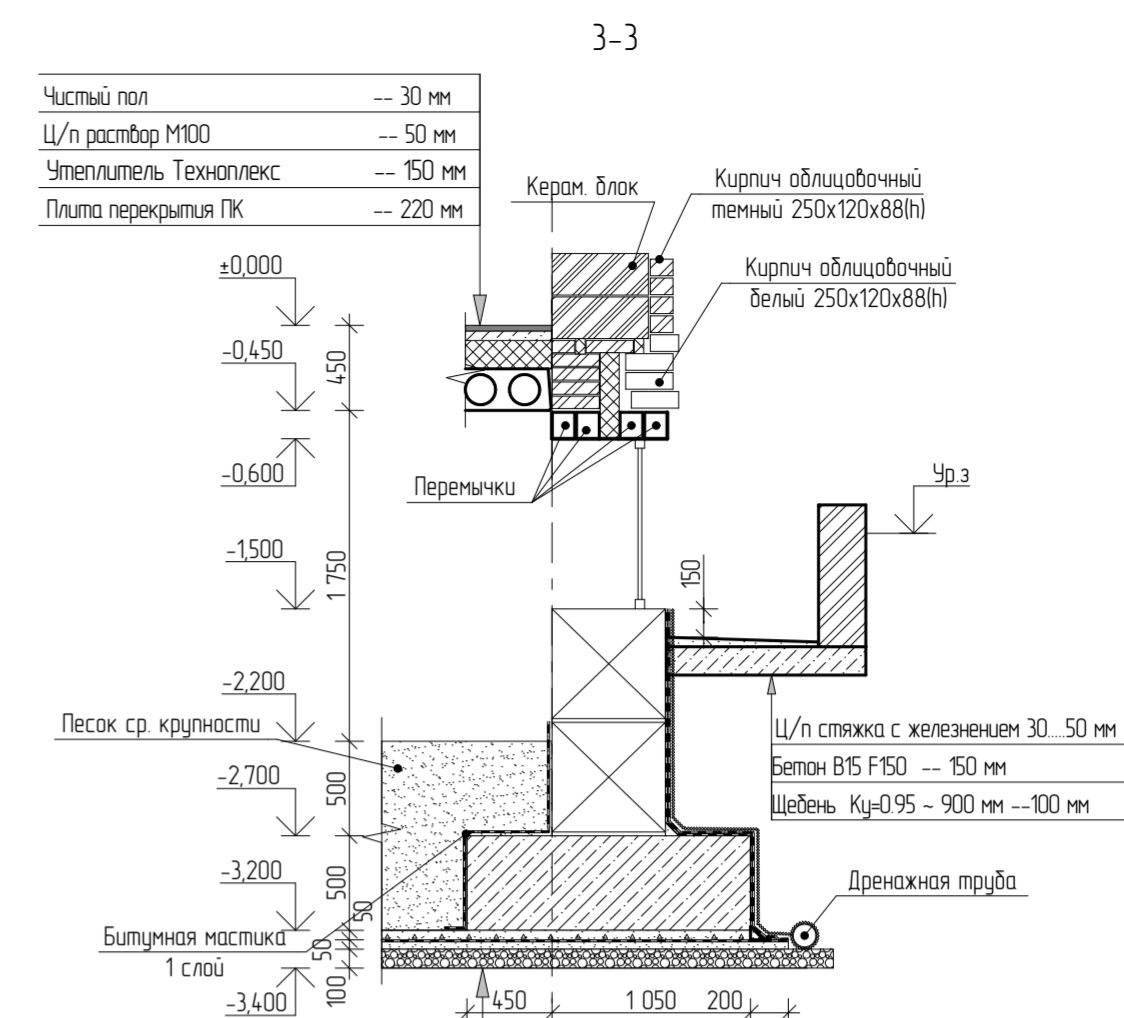 3-3
Чистый пол -- 30 мм
Ц/п раствор М100 -- 50 мм
Утеплитель Техноплекс -- 150 мм
Плита перекрытия ПК -- 220 мм
Керам. блок
Кирпич облицовочный
темный 250х120х88(h)
Кирпич облицовочный
белый 250х120х88(h)
±0,000
-0,450
450
-0,600
Перемычки
Ур.з
-1,500
1 750
150
-2,200
Песок ср. крупности
Ц/п стяжка с железнением 30....50 мм
Бетон В15 F150 -- 150 мм
Щебень Ку=0.95 ~ 900 мм --100 мм
-2,700
500
-3,200
500
50
Дренажная труба
Битумная мастика
1 слой
50
100
-3,400
450
1 050
200